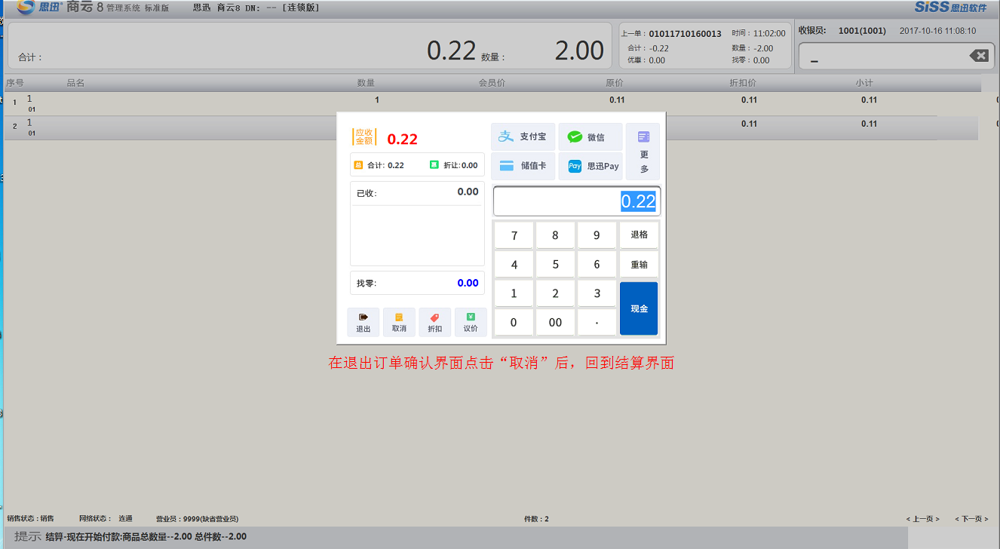 思迅 商云 8 管理系统 标准版 思迅 商云8 DN: -- [连锁版] SiSS 思迅软件
合计： 0.22 数量： 2.00
上一单：01011710160013 时间：11:02:00
合计：-0.22 数量：-2.00
优惠：0.00 找零：0.00
收银员: 1001(1001) 2017-10-16 11:08:10
序号 品名 数量 会员价 原价 折扣价 小计
1 1 1 0.11 0.11 0.11
01
2 1 0.11 0.11
01
应收金额 0.22
合计: 0.22 折让:0.00
已收: 0.00
找零: 0.00
退出 取消 折扣 议价
支付宝 微信 更多
储值卡 Pay 思迅Pay
0.22
7 8 9 退格
4 5 6 重输
1 2 3 现金
0 00 .
在退出订单确认界面点击“取消”后，回到结算界面
销售状态：销售 网络状态： 连通 营业员：9999(缺省营业员) 件数：2 < 上一页 > < 下一页 >
提示 结算-现在开始付款:商品总数量--2.00 总件数--2.00